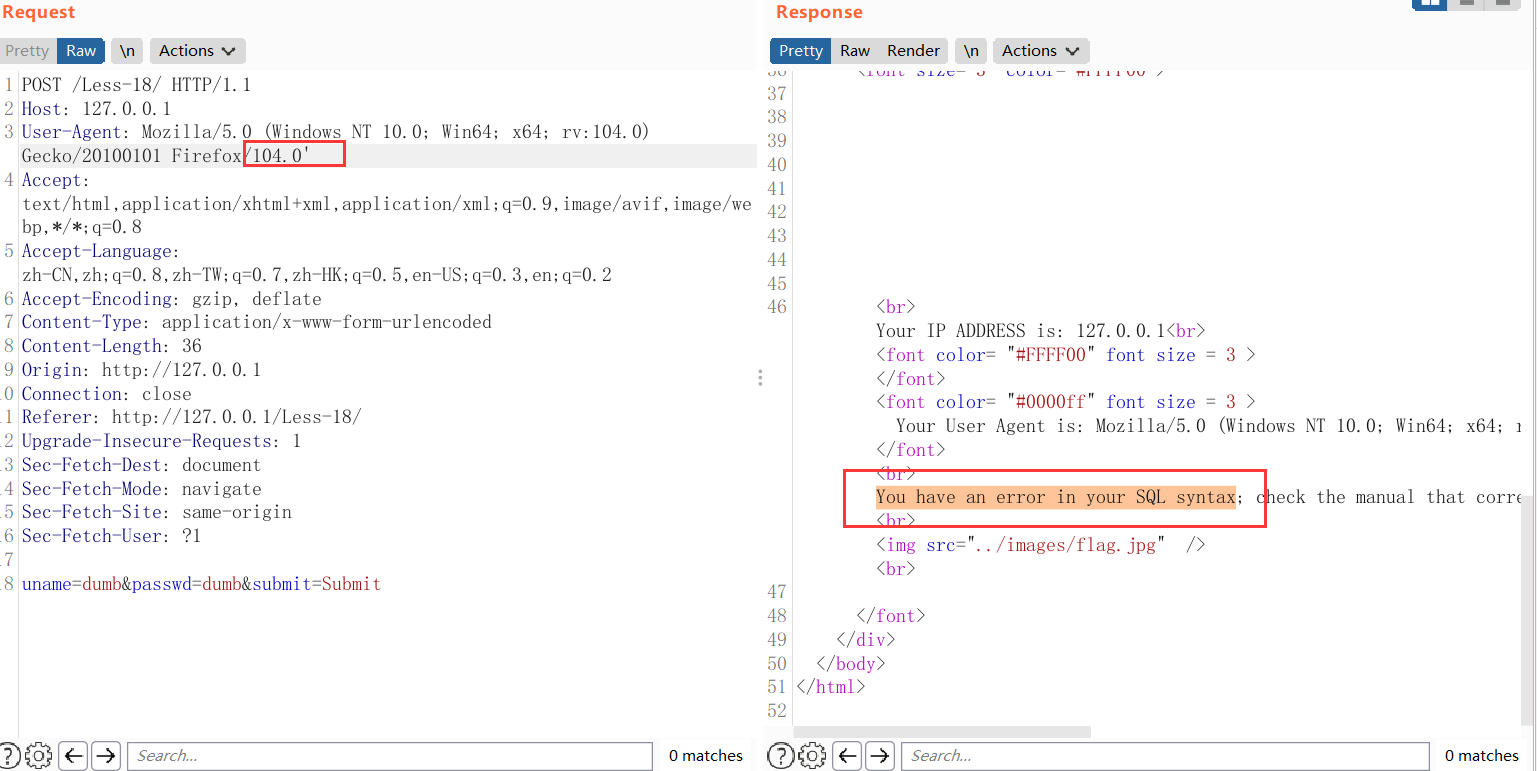 Request
Pretty Raw \n Actions
1 POST /Less-18/ HTTP/1.1
2 Host: 127.0.0.1
3 User-Agent: Mozilla/5.0 (Windows NT 10.0; Win64; x64; rv:104.0)
Gecko/20100101 Firefox/104.0'
4 Accept:
text/html,application/xhtml+xml,application/xml;q=0.9,image/avif,image/we
bp,*/*;q=0.8
5 Accept-Language:
zh-CN,zh;q=0.8,zh-TW;q=0.7,zh-HK;q=0.5,en-US;q=0.3,en;q=0.2
6 Accept-Encoding: gzip, deflate
7 Content-Type: application/x-www-form-urlencoded
8 Content-Length: 36
9 Origin: http://127.0.0.1
0 Connection: close
1 Referer: http://127.0.0.1/Less-18/
2 Upgrade-Insecure-Requests: 1
3 Sec-Fetch-Dest: document
4 Sec-Fetch-Mode: navigate
5 Sec-Fetch-Site: same-origin
6 Sec-Fetch-User: ?1
7
8 uname=dumb&passwd=dumb&submit=Submit
Search...
0 matches
Response
Pretty Raw Render \n Actions
36 <font size="3" color="#FFFF00">
37
38
39
40
41
42
43
44
45
46 <br>
Your IP ADDRESS is: 127.0.0.1<br>
<font color= "#FFFF00" font size = 3 >
</font>
<font color= "#0000ff" font size = 3 >
Your User Agent is: Mozilla/5.0 (Windows NT 10.0; Win64; x64; r
</font>
<br>
You have an error in your SQL syntax; check the manual that corre
<br>
<img src="../images/flag.jpg" />
<br>
47
48 </font>
49 </div>
50 </body>
51 </html>
52
Search...
0 matches